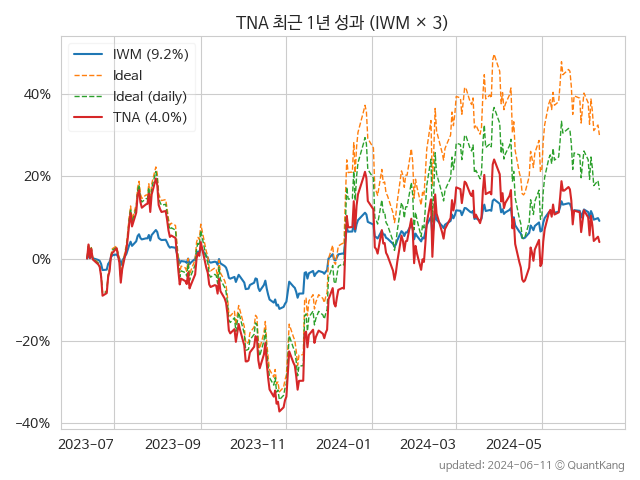 TNA 최근 1년 성과 (IWM × 3)
IWM (9.2%)
Ideal
Ideal (daily)
TNA (4.0%)
40%
20%
0%
−20%
−40%
2023-07
2023-09
2023-11
2024-01
2024-03
2024-05
updated: 2024-06-11 ⓒ QuantKang